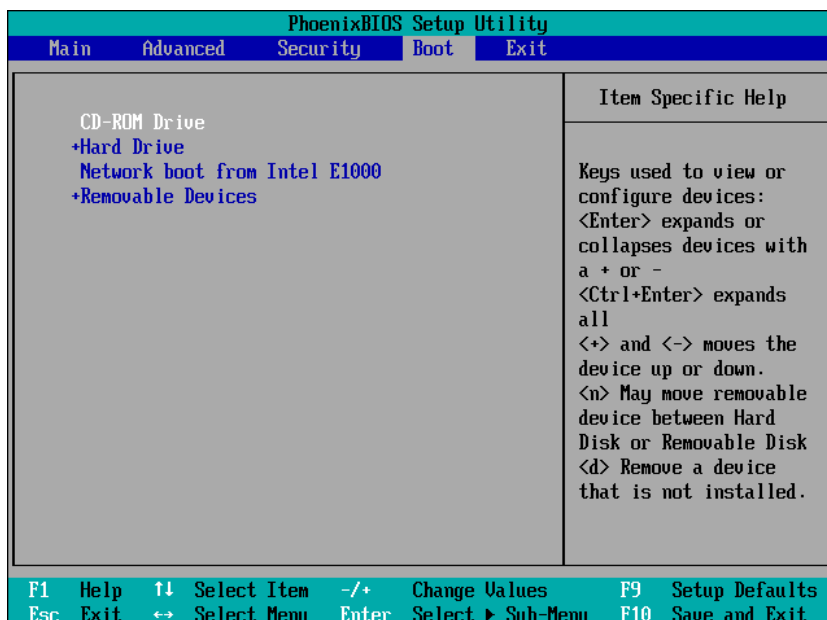 PhoenixBIOS Setup Utility
Main Advanced Security Boot Exit
CD-ROM Drive
+Hard Drive
Network boot from Intel E1000
+Removable Devices
Item Specific Help
Keys used to view or
configure devices:
<Enter> expands or
collapses devices with
a + or -
<Ctrl+Enter> expands
all
<+> and <-> moves the
device up or down.
<n> May move removable
device between Hard
Disk or Removable Disk
<d> Remove a device
that is not installed.
F1 Help ↑↓ Select Item -/+ Change Values F9 Setup Defaults
Esc Exit ↔ Select Menu Enter Select ▶ Sub-Menu F10 Save and Exit